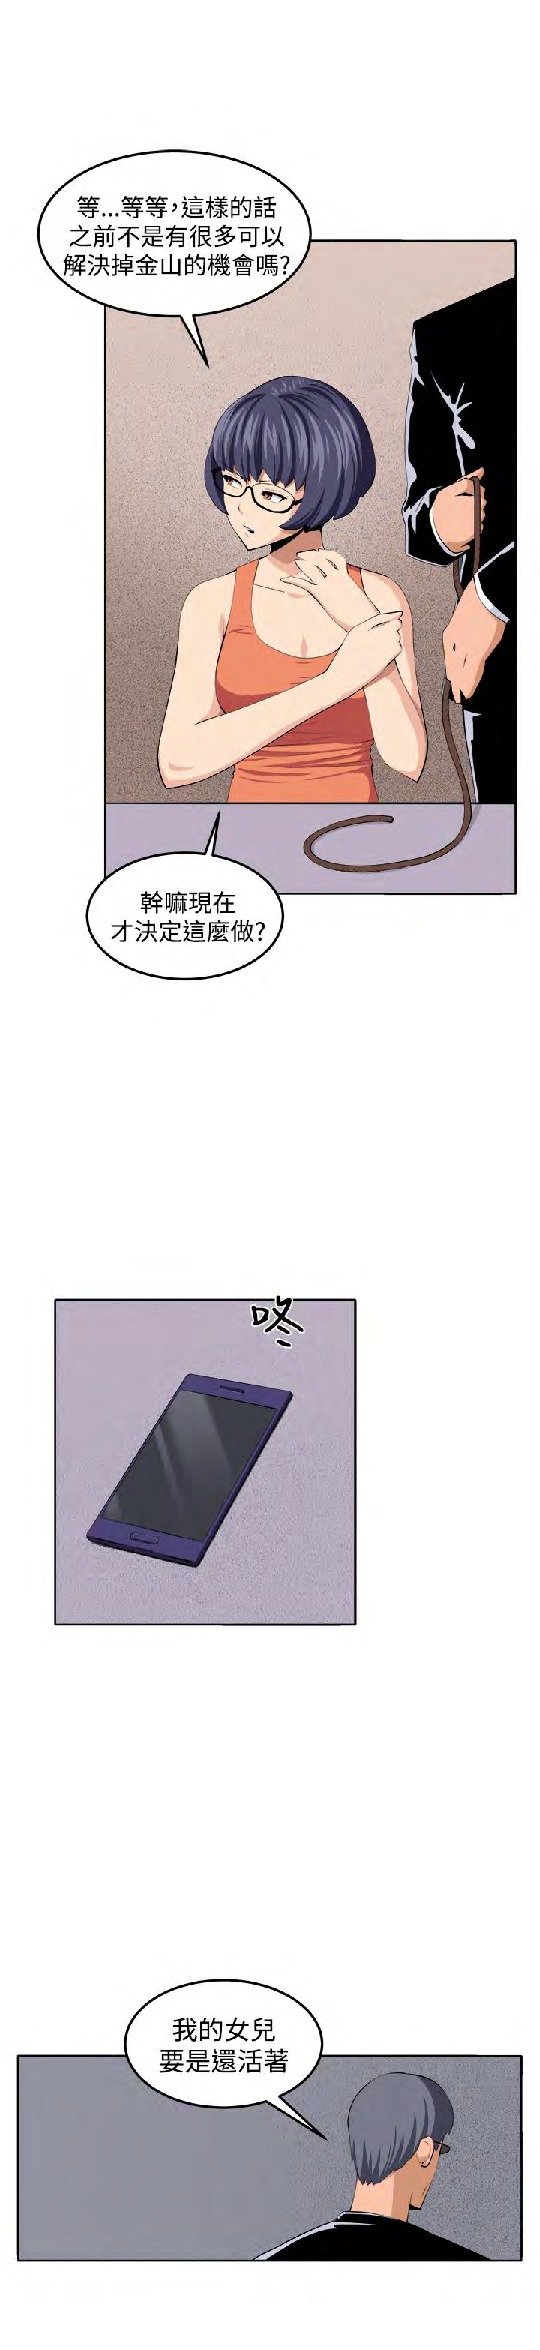 等...等等,這樣的話
之前不是有很多可以
解決掉金山的機會嗎?
幹嘛現在
才決定這麼做?
咚
我的女兒
要是還活著